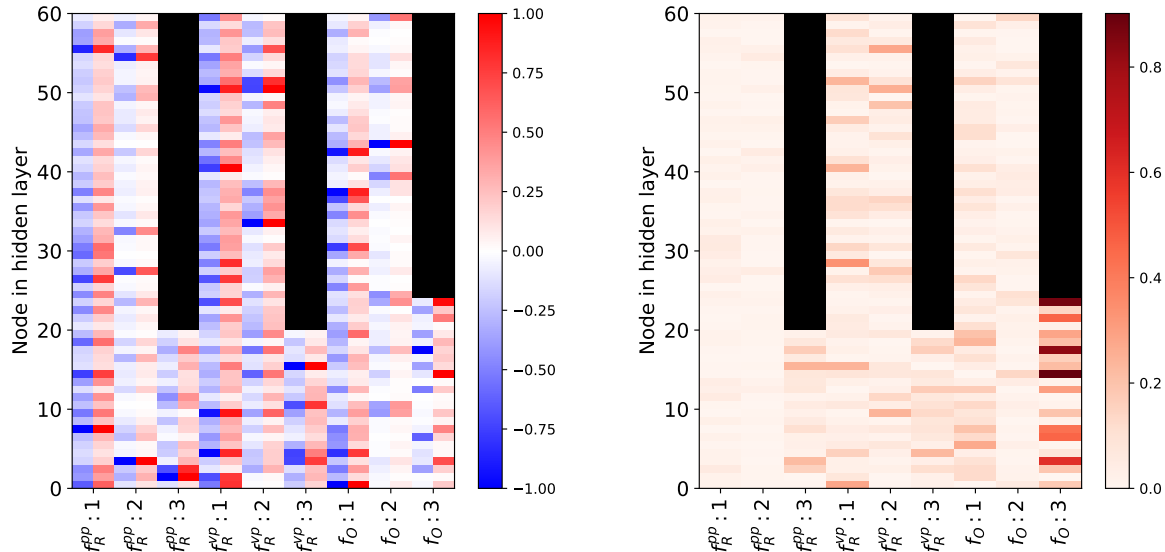 60
50
40
30
20
10
0
Node in hidden layer
f_R^{pp}: 1
f_R^{pp}: 2
f_R^{pp}: 3
f_R^{vp}: 1
f_R^{vp}: 2
f_R^{vp}: 3
f_O: 1
f_O: 2
f_O: 3
1.00
0.75
0.50
0.25
0.00
−0.25
−0.50
−0.75
−1.00
60
50
40
30
20
10
0
Node in hidden layer
f_R^{pp}: 1
f_R^{pp}: 2
f_R^{pp}: 3
f_R^{vp}: 1
f_R^{vp}: 2
f_R^{vp}: 3
f_O: 1
f_O: 2
f_O: 3
0.8
0.6
0.4
0.2
0.0